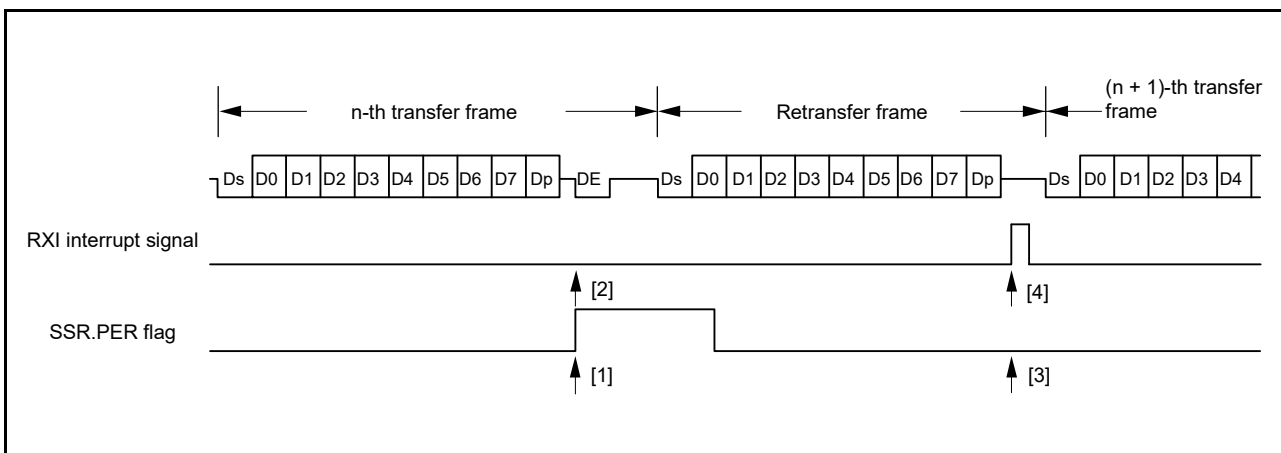 n-th transfer frame Retransfer frame (n + 1)-th transfer
frame
Ds D0 D1 D2 D3 D4 D5 D6 D7 Dp DE Ds D0 D1 D2 D3 D4 D5 D6 D7 Dp Ds D0 D1 D2 D3 D4
RXI interrupt signal
[2] [4]
SSR.PER flag
[1] [3]